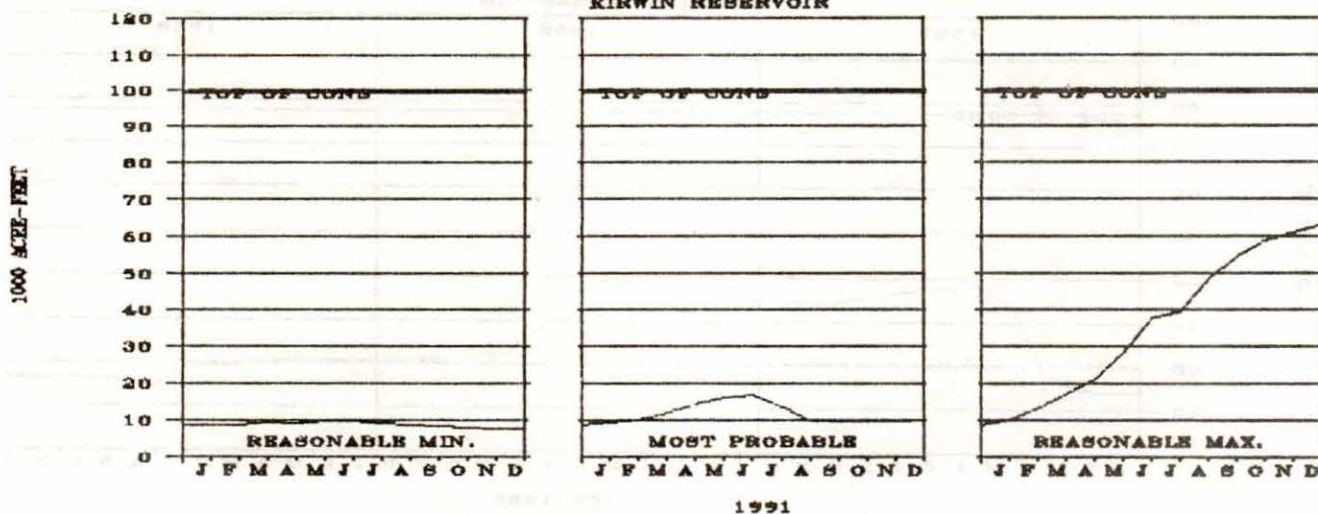 KIRWIN RESERVOIR
1000 ACRE-FEET
120
110
100
90
80
70
60
50
40
30
20
10
0
TOP OF CONS
REASONABLE MIN.
J F M A M J J A S O N D
TOP OF CONS
MOST PROBABLE
J F M A M J J A S O N D
TOP OF CONS
REASONABLE MAX.
J F M A M J J A S O N D
1991